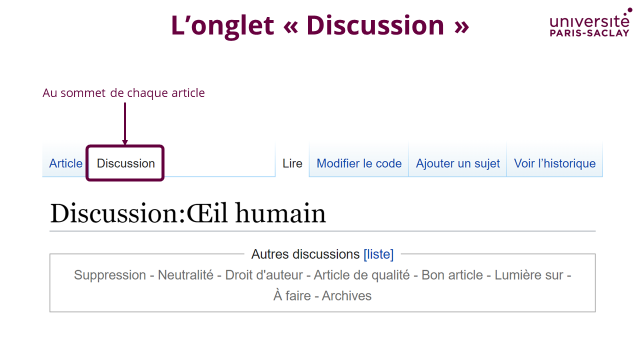 L’onglet « Discussion »
université
PARIS-SACLAY
Au sommet de chaque article
Article Discussion Lire Modifier le code Ajouter un sujet Voir l’historique
Discussion:Œil humain
Autres discussions [liste]
Suppression - Neutralité - Droit d'auteur - Article de qualité - Bon article - Lumière sur -
À faire - Archives